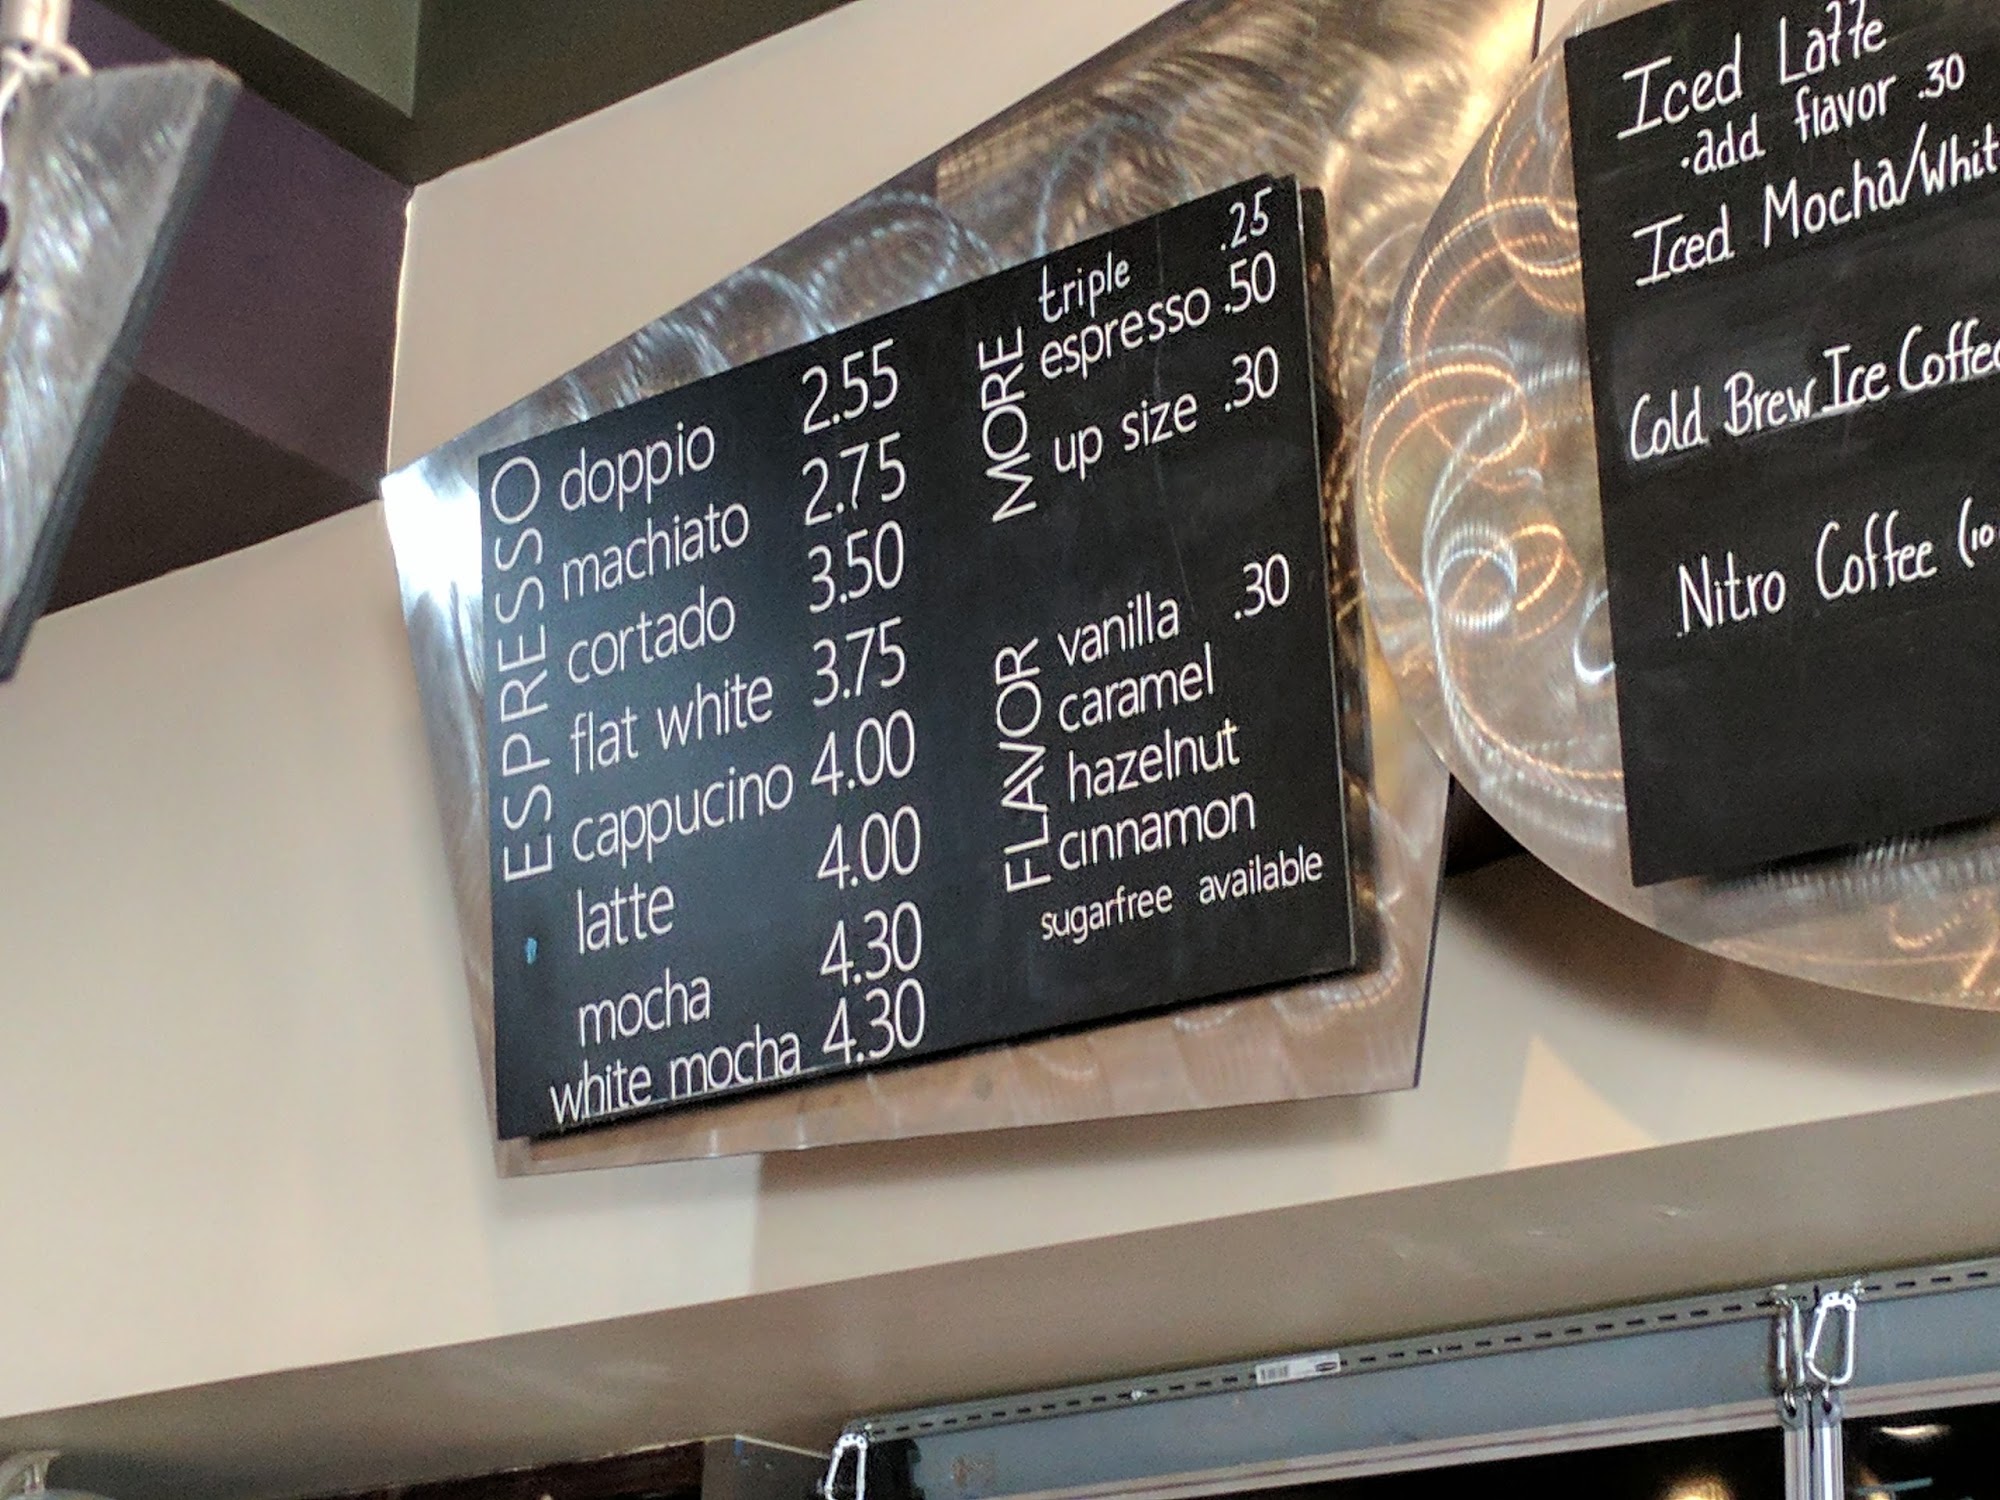 ESPRESSO
doppio 2.55
machiato 2.75
cortado 3.50
flat white 3.75
cappucino 4.00
latte 4.00
mocha 4.30
white mocha 4.30
MORE
triple .25
espresso .50
up size .30
FLAVOR
vanilla .30
caramel
hazelnut
cinnamon
sugarfree available
Iced Latte
·add flavor .30
Iced Mocha/Whit
Cold Brew Ice Coffee
Nitro Coffee (10